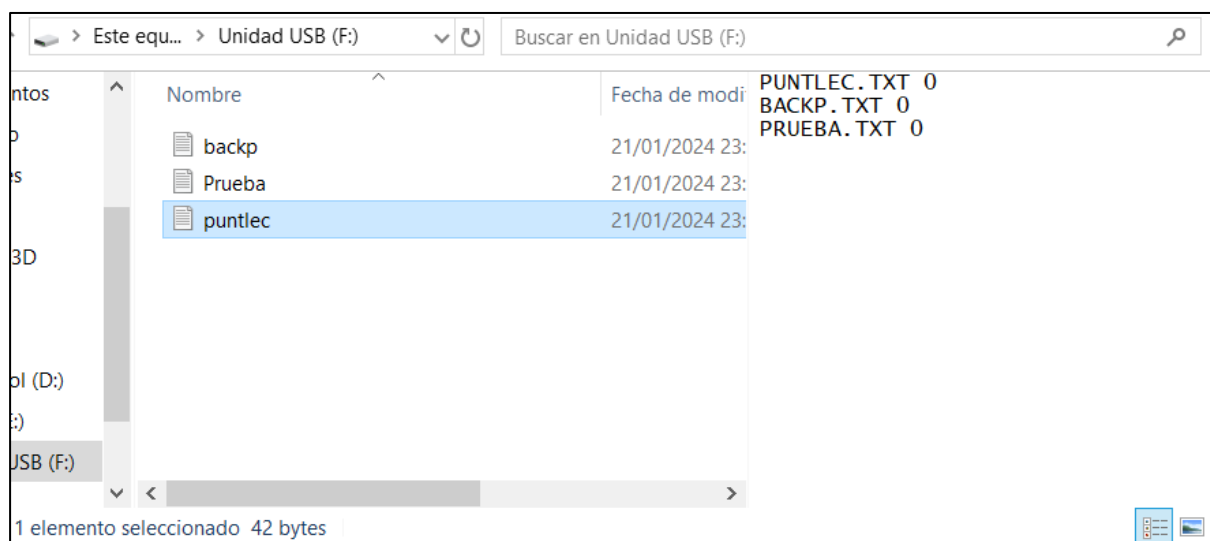 Este equ... > Unidad USB (F:)
Buscar en Unidad USB (F:)
ntos
3D
ol (D:)
:)
USB (F:)
Nombre
Fecha de modi
backp
21/01/2024 23:
Prueba
21/01/2024 23:
puntlec
21/01/2024 23:
PUNTLEC.TXT 0
BACKP.TXT 0
PRUEBA.TXT 0
1 elemento seleccionado 42 bytes